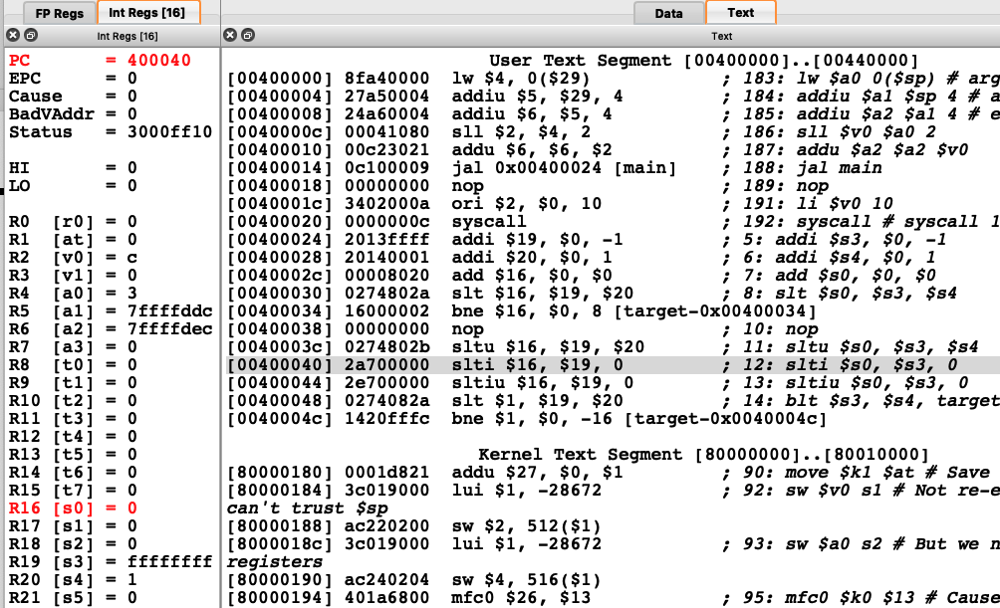 FP Regs
Int Regs [16]
Data
Text
Int Regs [16]
Text
PC = 400040
EPC = 0
Cause = 0
BadVAddr = 0
Status = 3000ff10
HI = 0
LO = 0
R0 [r0] = 0
R1 [at] = 0
R2 [v0] = c
R3 [v1] = 0
R4 [a0] = 3
R5 [a1] = 7ffffddc
R6 [a2] = 7ffffdec
R7 [a3] = 0
R8 [t0] = 0
R9 [t1] = 0
R10 [t2] = 0
R11 [t3] = 0
R12 [t4] = 0
R13 [t5] = 0
R14 [t6] = 0
R15 [t7] = 0
R16 [s0] = 0
R17 [s1] = 0
R18 [s2] = 0
R19 [s3] = ffffffff
R20 [s4] = 1
R21 [s5] = 0
User Text Segment [00400000]..[00440000]
[00400000] 8fa40000 lw $4, 0($29) ; 183: lw $a0 0($sp) # arg
[00400004] 27a50004 addiu $5, $29, 4 ; 184: addiu $a1 $sp 4 # a
[00400008] 24a60004 addiu $6, $5, 4 ; 185: addiu $a2 $a1 4 # e
[0040000c] 00041080 sll $2, $4, 2 ; 186: sll $v0 $a0 2
[00400010] 00c23021 addu $6, $6, $2 ; 187: addu $a2 $a2 $v0
[00400014] 0c100009 jal 0x00400024 [main] ; 188: jal main
[00400018] 00000000 nop ; 189: nop
[0040001c] 3402000a ori $2, $0, 10 ; 191: li $v0 10
[00400020] 0000000c syscall ; 192: syscall # syscall 1
[00400024] 2013ffff addi $19, $0, -1 ; 5: addi $s3, $0, -1
[00400028] 20140001 addi $20, $0, 1 ; 6: addi $s4, $0, 1
[0040002c] 00008020 add $16, $0, $0 ; 7: add $s0, $0, $0
[00400030] 0274802a slt $16, $19, $20 ; 8: slt $s0, $s3, $s4
[00400034] 16000002 bne $16, $0, 8 [target-0x00400034]
[00400038] 00000000 nop ; 10: nop
[0040003c] 0274802b sltu $16, $19, $20 ; 11: sltu $s0, $s3, $s4
[00400040] 2a700000 slti $16, $19, 0 ; 12: slti $s0, $s3, 0
[00400044] 2e700000 sltiu $16, $19, 0 ; 13: sltiu $s0, $s3, 0
[00400048] 0274082a slt $1, $19, $20 ; 14: blt $s3, $s4, target
[0040004c] 1420fffc bne $1, $0, -16 [target-0x0040004c]
Kernel Text Segment [80000000]..[80010000]
[80000180] 0001d821 addu $27, $0, $1 ; 90: move $k1 $at # Save
[80000184] 3c019000 lui $1, -28672 ; 92: sw $v0 s1 # Not re-e
can't trust $sp
[80000188] ac220200 sw $2, 512($1)
[8000018c] 3c019000 lui $1, -28672 ; 93: sw $a0 s2 # But we n
registers
[80000190] ac240204 sw $4, 516($1)
[80000194] 401a6800 mfc0 $26, $13 ; 95: mfc0 $k0 $13 # Cause